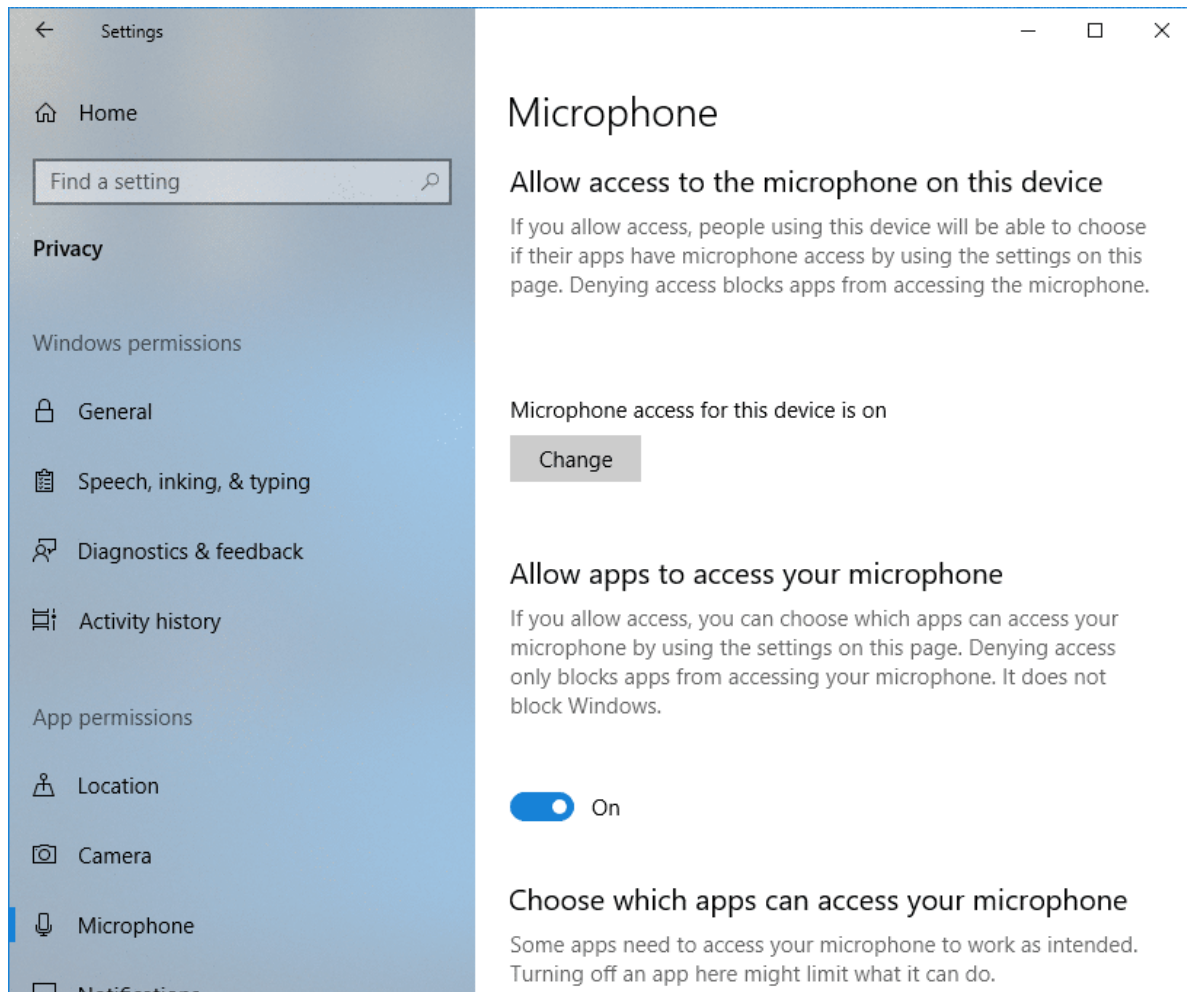 Settings
Home
Find a setting
Privacy
Windows permissions
General
Speech, inking, & typing
Diagnostics & feedback
Activity history
App permissions
Location
Camera
Microphone
Notifications
Microphone
Allow access to the microphone on this device
If you allow access, people using this device will be able to choose
if their apps have microphone access by using the settings on this
page. Denying access blocks apps from accessing the microphone.
Microphone access for this device is on
Change
Allow apps to access your microphone
If you allow access, you can choose which apps can access your
microphone by using the settings on this page. Denying access
only blocks apps from accessing your microphone. It does not
block Windows.
On
Choose which apps can access your microphone
Some apps need to access your microphone to work as intended.
Turning off an app here might limit what it can do.